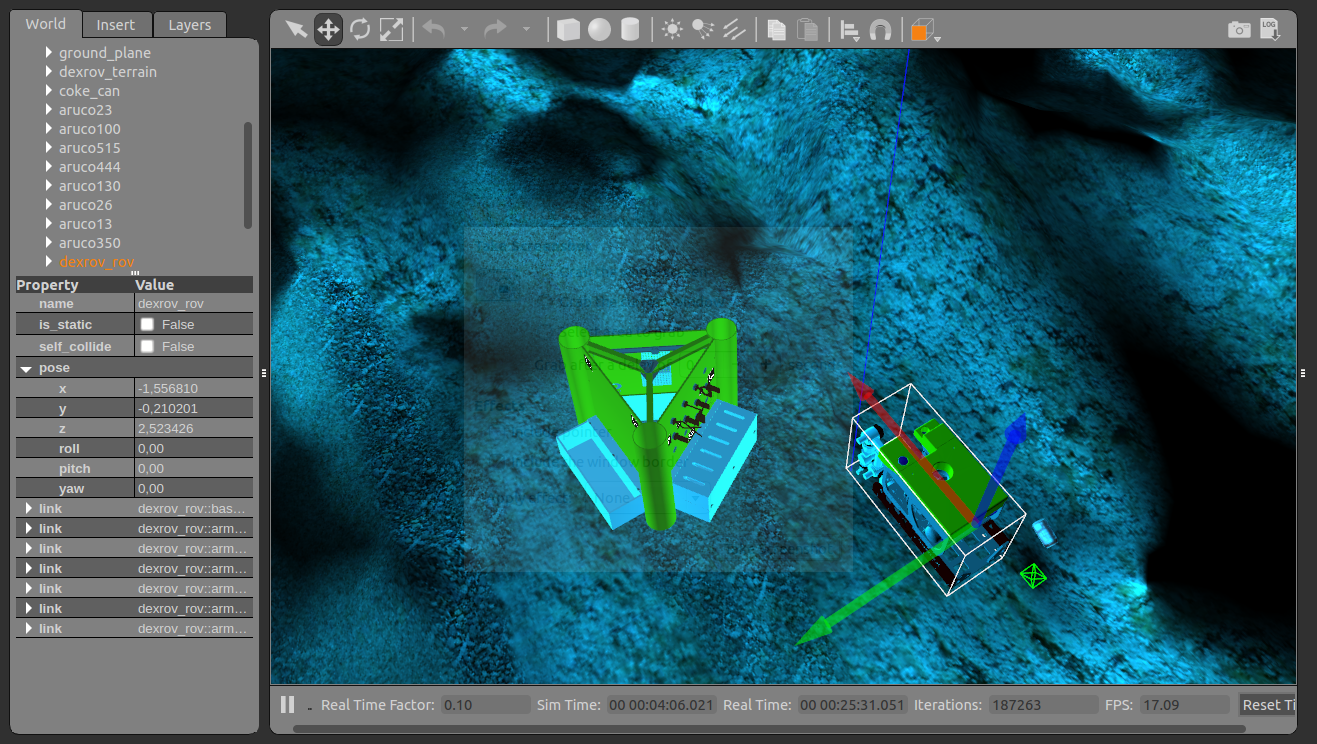 World Insert Layers
ground_plane
dexrov_terrain
coke_can
aruco23
aruco100
aruco515
aruco444
aruco130
aruco26
aruco13
aruco350
dexrov_rov
Property Value
name dexrov_rov
is_static False
self_collide False
pose
x -1,556810
y -0,210201
z 2,523426
roll 0,00
pitch 0,00
yaw 0,00
link dexrov_rov::bas...
link dexrov_rov::arm...
link dexrov_rov::arm...
link dexrov_rov::arm...
link dexrov_rov::arm...
link dexrov_rov::arm...
link dexrov_rov::arm...
LOG
window border
Real Time Factor: 0.10 Sim Time: 00 00:04:06.021 Real Time: 00 00:25:31.051 Iterations: 187263 FPS: 17.09 Reset Ti